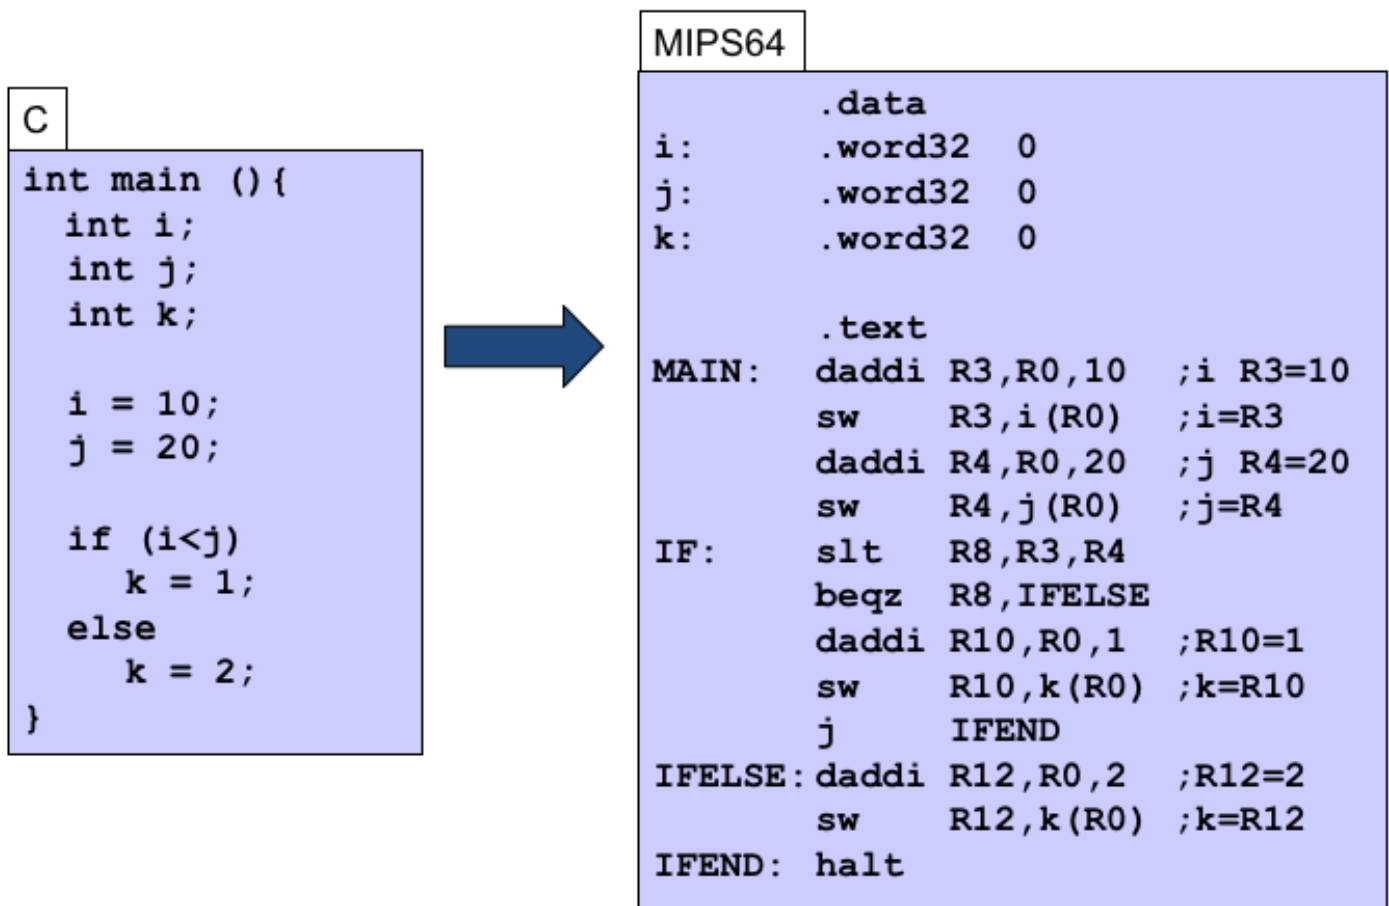 C
int main (){
int i;
int j;
int k;
i = 10;
j = 20;
if (i<j)
k = 1;
else
k = 2;
}
MIPS64
.data
i: .word32 0
j: .word32 0
k: .word32 0
.text
MAIN: daddi R3,R0,10 ;i R3=10
sw R3,i(R0) ;i=R3
daddi R4,R0,20 ;j R4=20
sw R4,j(R0) ;j=R4
IF: slt R8,R3,R4
beqz R8,IFELSE
daddi R10,R0,1 ;R10=1
sw R10,k(R0) ;k=R10
j IFEND
IFELSE: daddi R12,R0,2 ;R12=2
sw R12,k(R0) ;k=R12
IFEND: halt